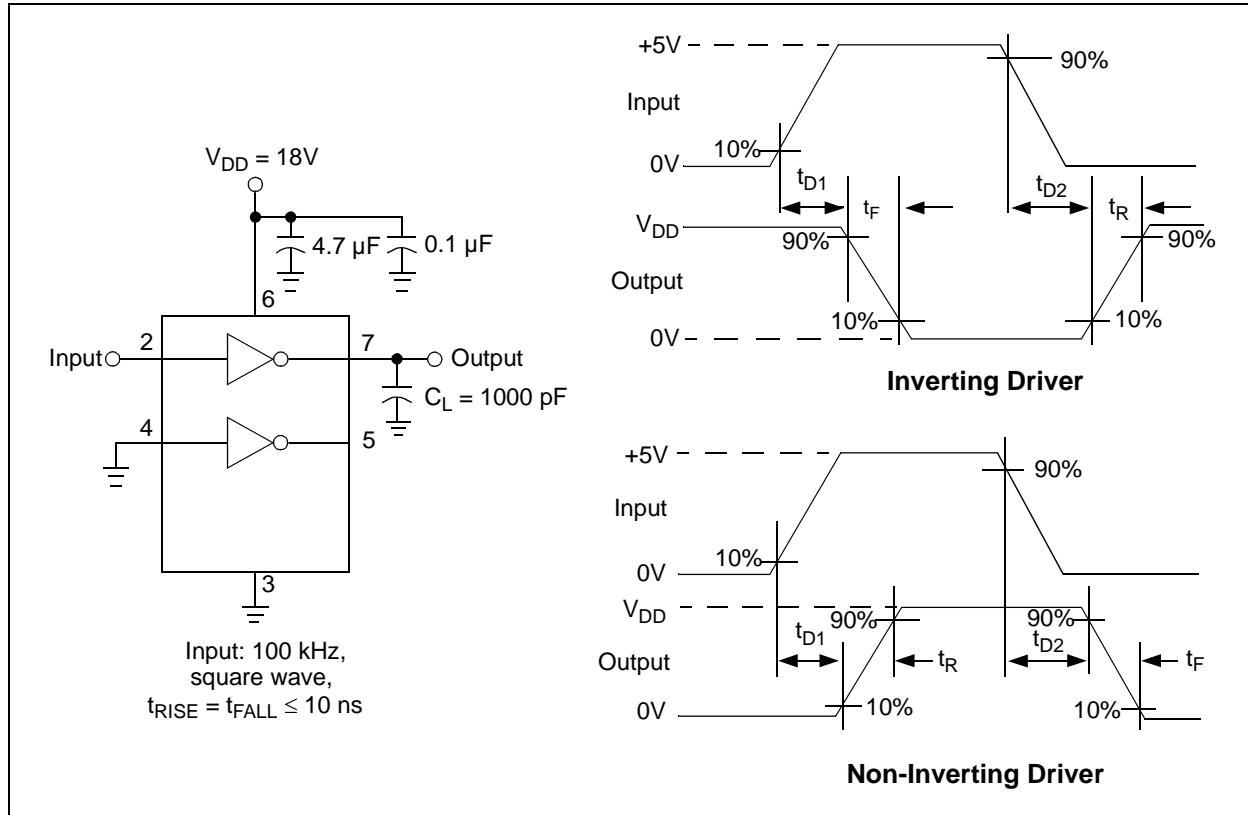 V_DD = 18V
4.7 µF
0.1 µF
6
Input
2
7
Output
C_L = 1000 pF
4
5
3
Input: 100 kHz,
square wave,
t_RISE = t_FALL ≤ 10 ns
+5V
90%
Input
10%
0V
t_D1
t_F
t_D2
t_R
V_DD
90%
90%
Output
10%
10%
0V
Inverting Driver
+5V
90%
Input
10%
0V
V_DD
90%
90%
t_D1
t_D2
Output
t_R
t_F
0V
10%
10%
Non-Inverting Driver